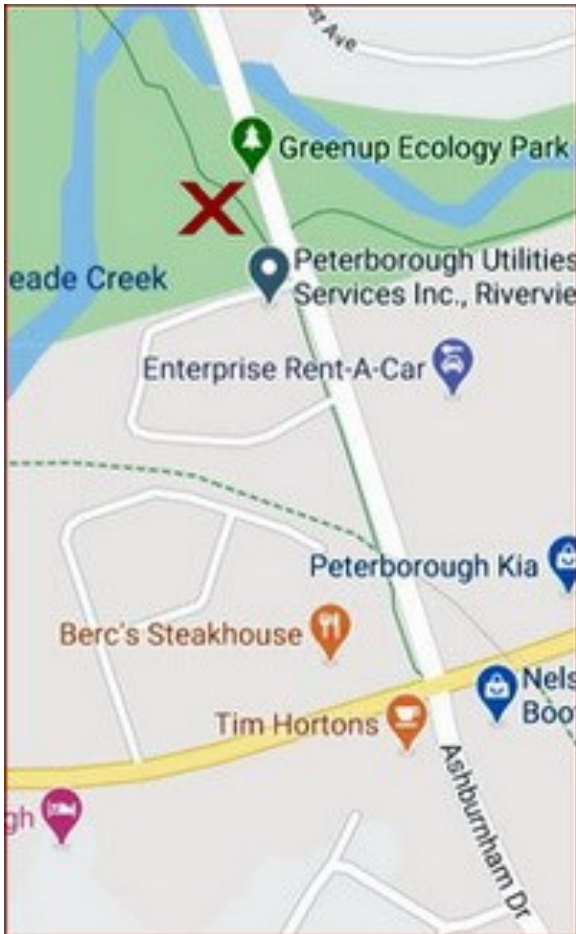 Ave
Greenup Ecology Park
Peterborough Utilities
Services Inc., Rivervie
eade Creek
Enterprise Rent-A-Car
Peterborough Kia
Berc's Steakhouse
Nels
Boo
Tim Hortons
Ashburnham Dr
gh